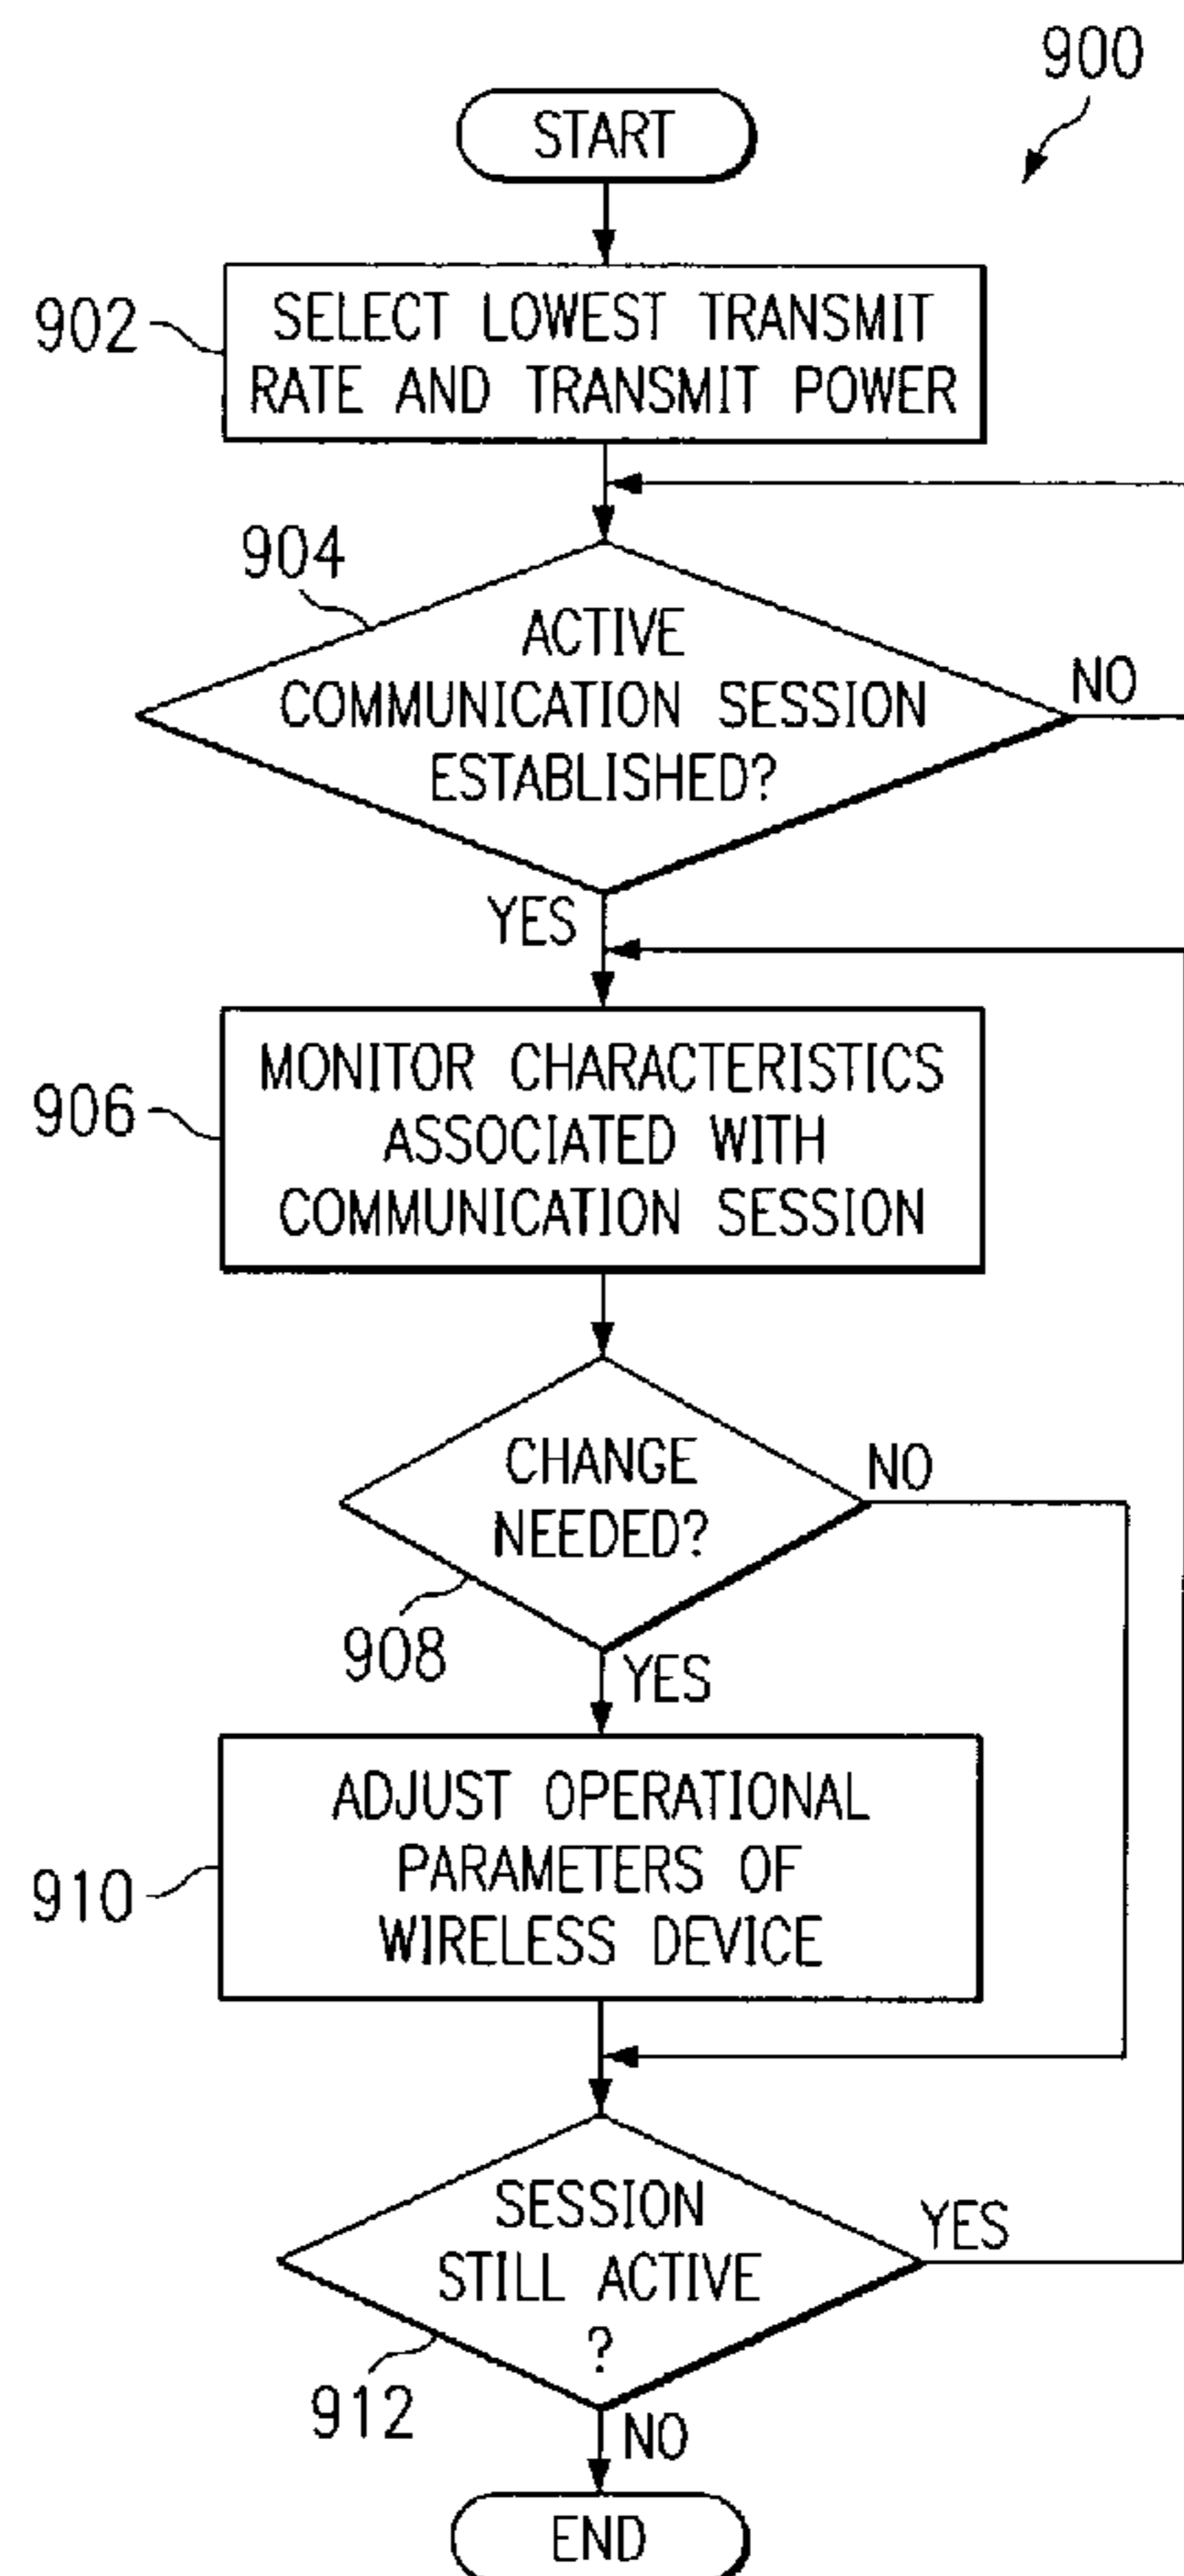 900
START
902
SELECT LOWEST TRANSMIT
RATE AND TRANSMIT POWER
904
ACTIVE
COMMUNICATION SESSION
ESTABLISHED?
NO
YES
906
MONITOR CHARACTERISTICS
ASSOCIATED WITH
COMMUNICATION SESSION
CHANGE
NEEDED?
NO
908
YES
910
ADJUST OPERATIONAL
PARAMETERS OF
WIRELESS DEVICE
SESSION
STILL ACTIVE
?
YES
912
NO
END